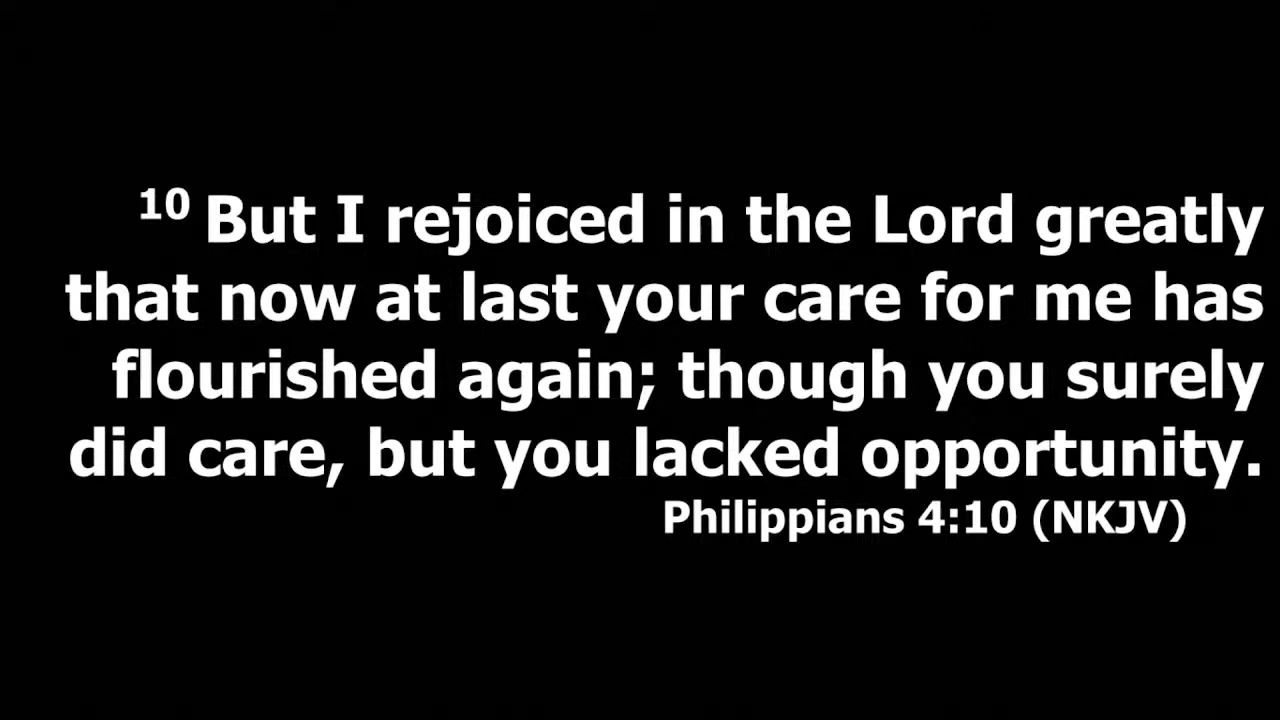 10 But I rejoiced in the Lord greatly
that now at last your care for me has
flourished again; though you surely
did care, but you lacked opportunity.
Philippians 4:10 (NKJV)